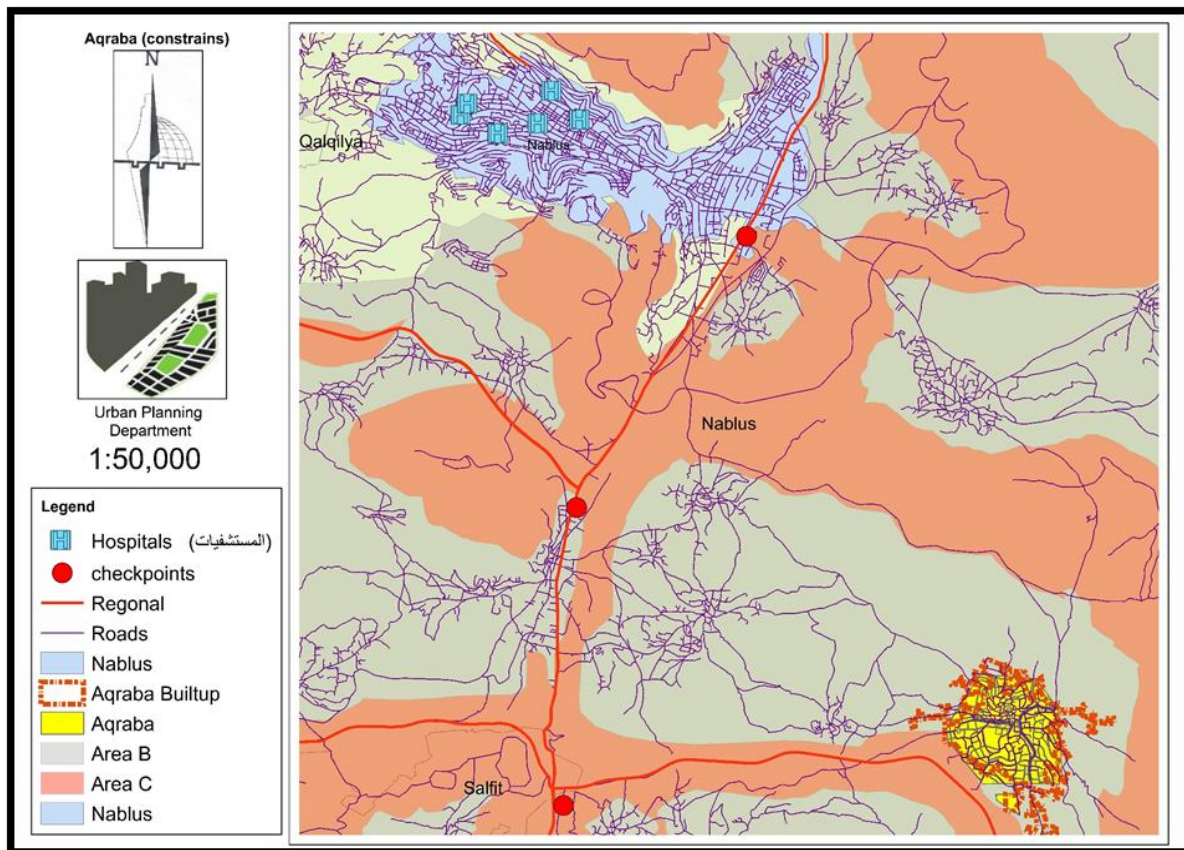 Aqraba (constrains)
N
Urban Planning
Department
1:50,000
Legend
Hospitals (المستشفيات)
checkpoints
Regonal
Roads
Nablus
Aqraba Builtup
Aqraba
Area B
Area C
Nablus
Qalqilya
Nablus
Nablus
Salfit
H
H
H
H
H
H